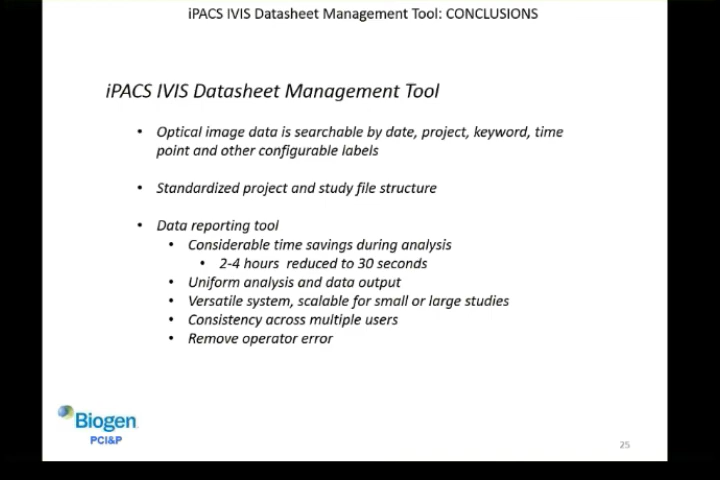 iPACS IVIS Datasheet Management Tool: CONCLUSIONS
iPACS IVIS Datasheet Management Tool
• Optical image data is searchable by date, project, keyword, time
point and other configurable labels
• Standardized project and study file structure
• Data reporting tool
• Considerable time savings during analysis
• 2-4 hours reduced to 30 seconds
• Uniform analysis and data output
• Versatile system, scalable for small or large studies
• Consistency across multiple users
• Remove operator error
Biogen
PCI&P
25